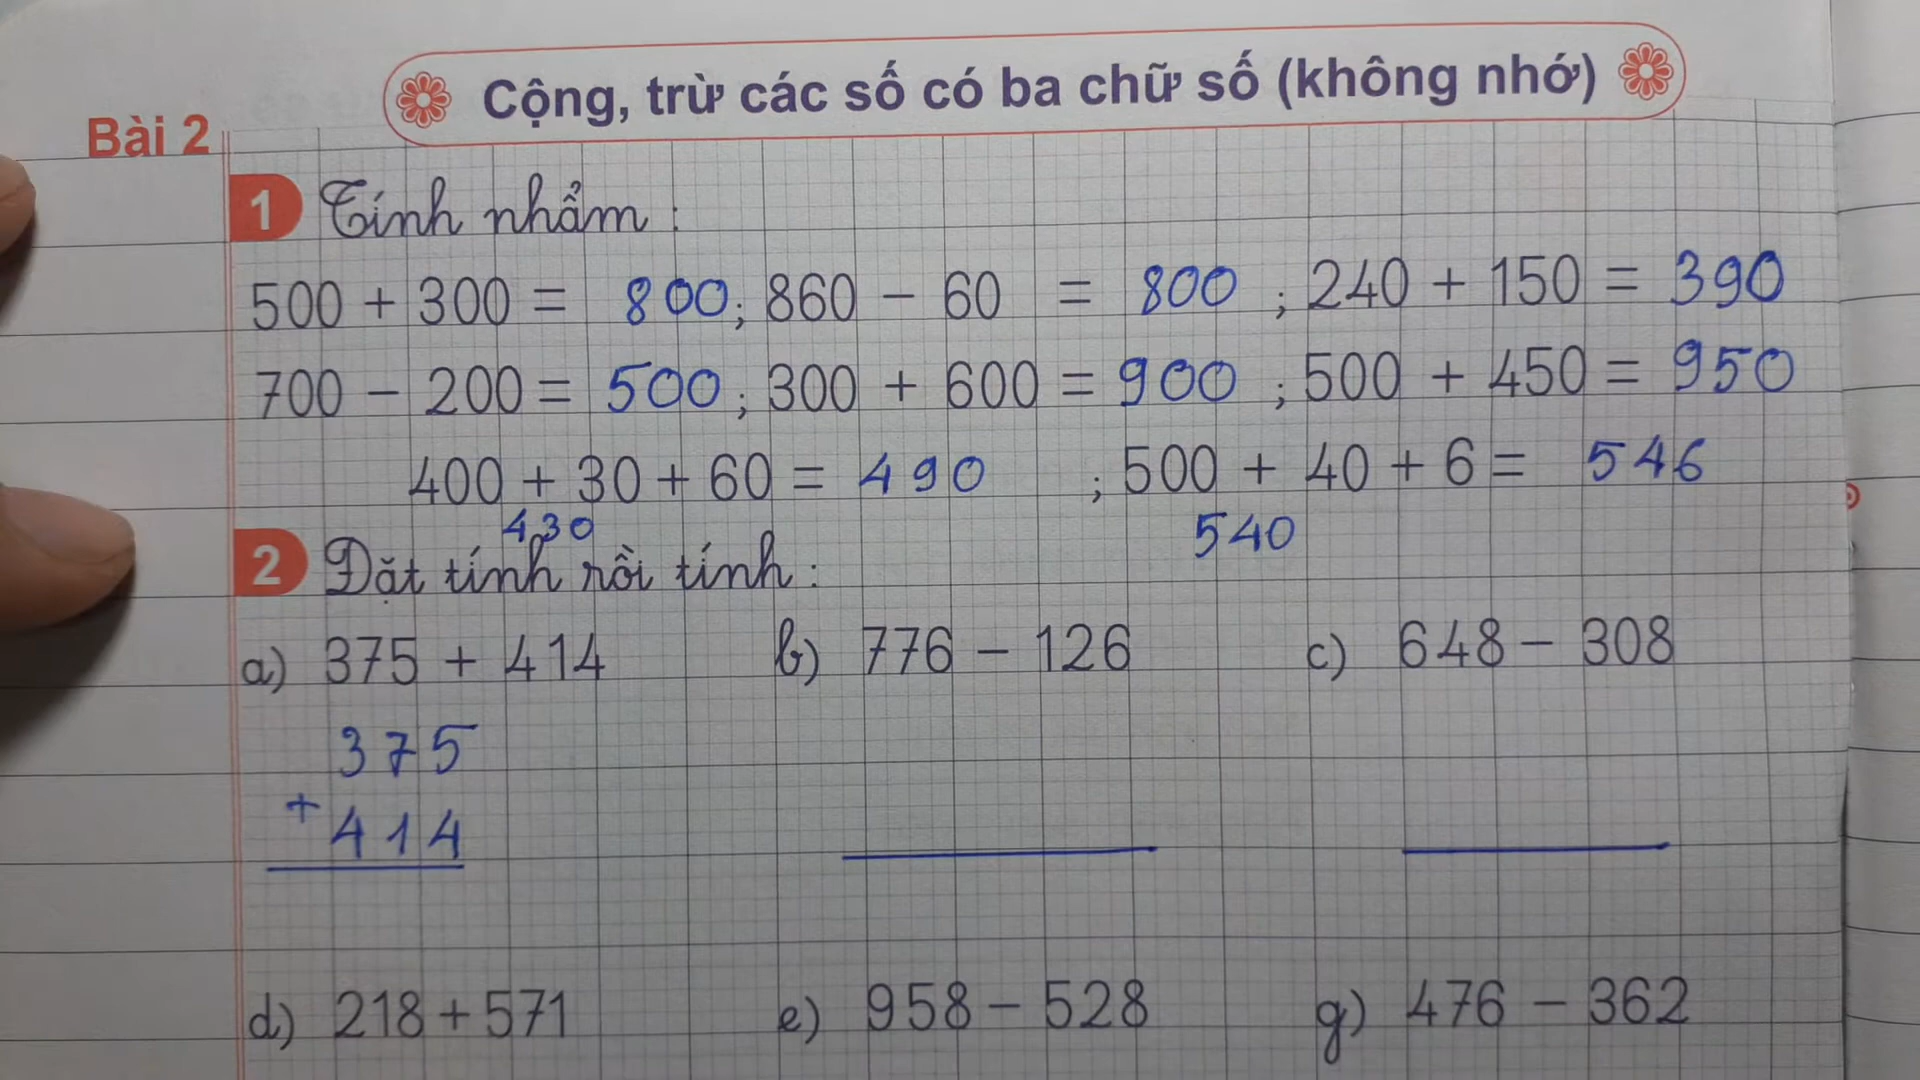 Cộng, trừ các số có ba chữ số (không nhớ)
Bài 2
1 Tính nhẩm :
500 + 300 = 800 ; 860 - 60 = 800 ; 240 + 150 = 390
700 - 200 = 500 ; 300 + 600 = 900 ; 500 + 450 = 950
400 + 30 + 60 = 490 ; 500 + 40 + 6 = 546
430 540
2 Đặt tính rồi tính :
a) 375 + 414 b) 776 - 126 c) 648 - 308
375
+
414
d) 218 + 571 e) 958 - 528 g) 476 - 362